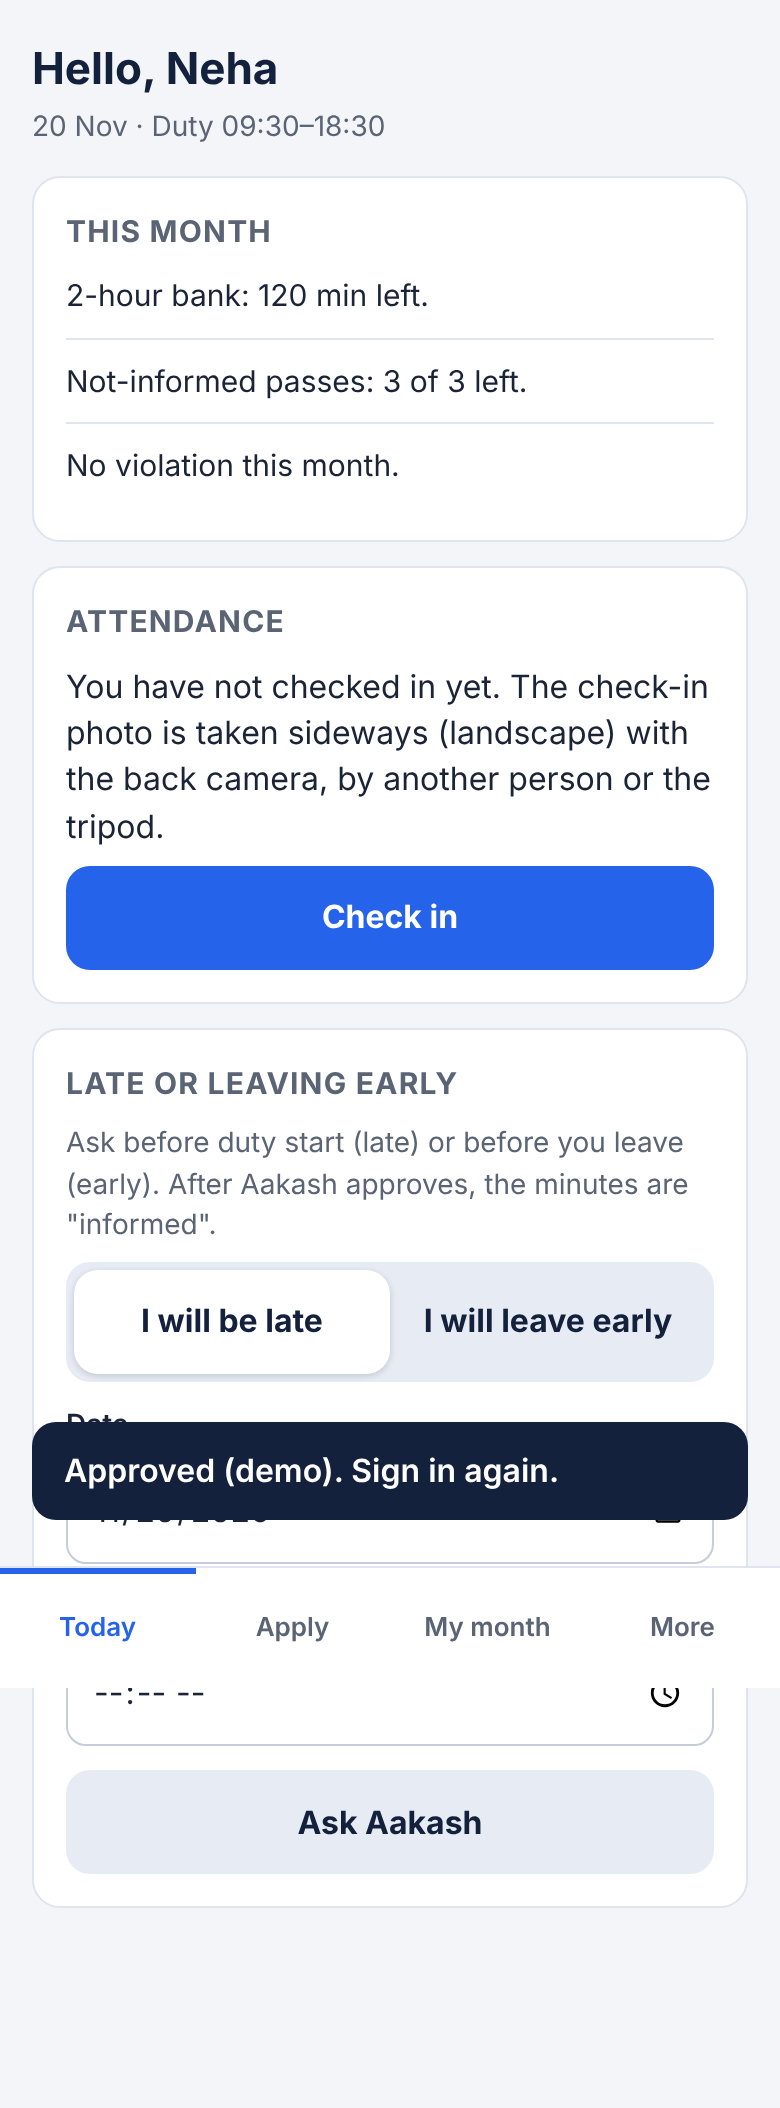 Hello, Neha
20 Nov · Duty 09:30–18:30
THIS MONTH
2-hour bank: 120 min left.
Not-informed passes: 3 of 3 left.
No violation this month.
ATTENDANCE
You have not checked in yet. The check-in
photo is taken sideways (landscape) with
the back camera, by another person or the
tripod.
Check in
LATE OR LEAVING EARLY
Ask before duty start (late) or before you leave
(early). After Aakash approves, the minutes are
"informed".
I will be late
I will leave early
Date
Approved (demo). Sign in again.
Today
Apply
My month
More
--:-- --
Ask Aakash